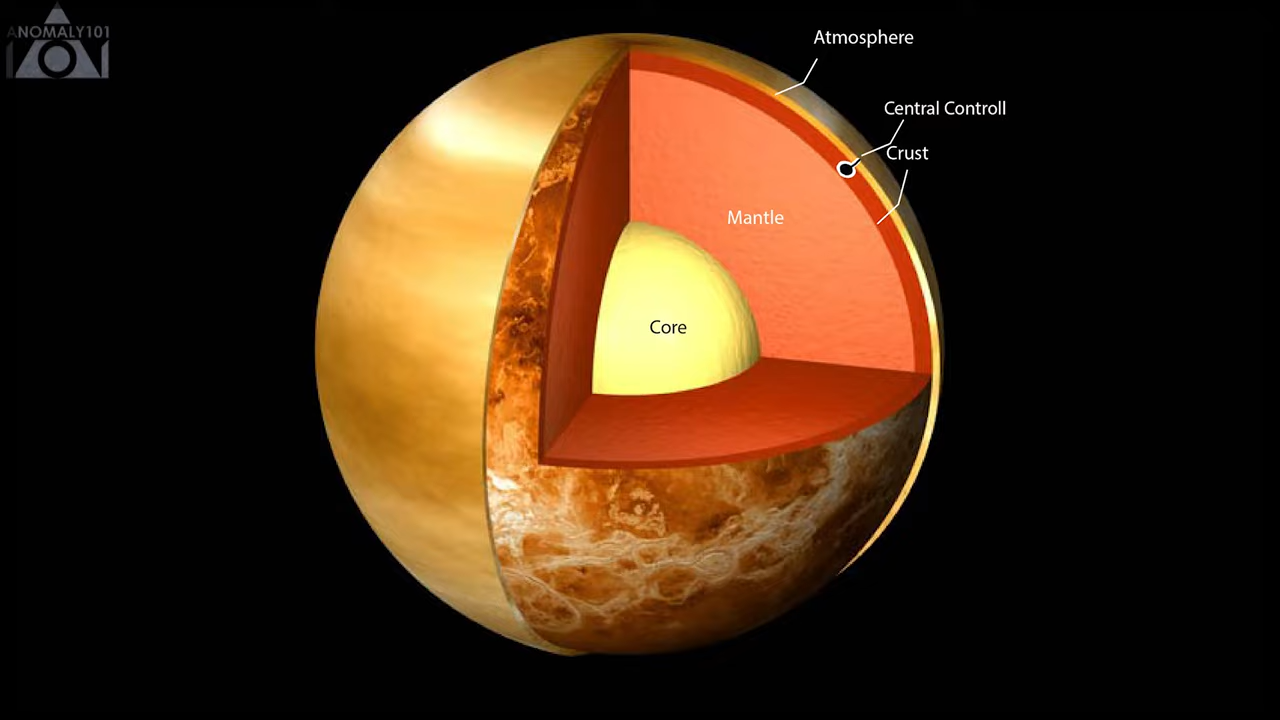 ANOMALY101
Atmosphere
Central Controll
Crust
Mantle
Core